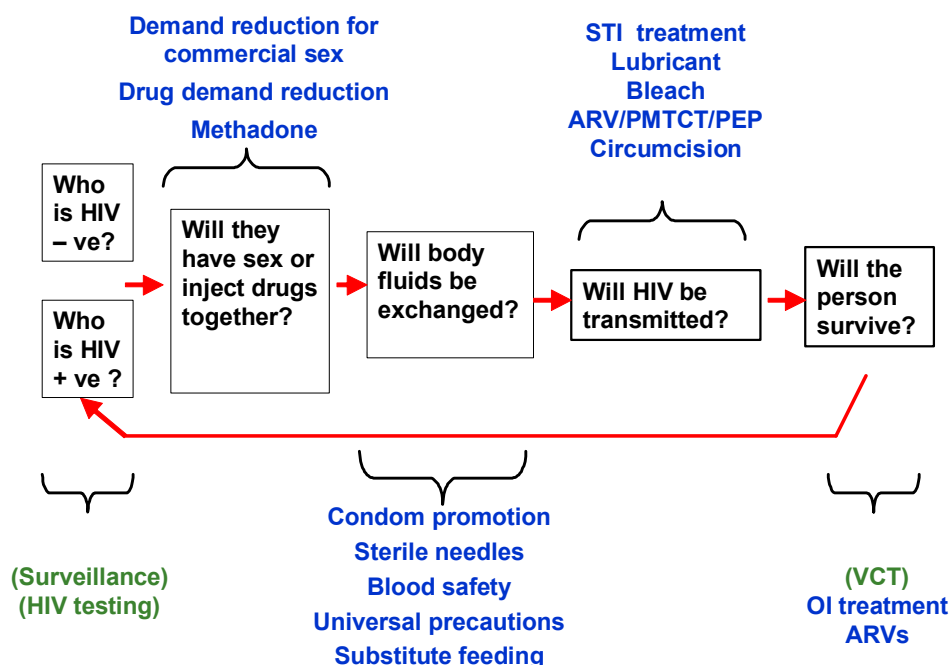 Demand reduction for
commercial sex
Drug demand reduction
Methadone
STI treatment
Lubricant
Bleach
ARV/PMTCT/PEP
Circumcision
Who
is HIV
– ve?
Who
is HIV
+ ve ?
Will they
have sex or
inject drugs
together?
Will body
fluids be
exchanged?
Will HIV be
transmitted?
Will the
person
survive?
(Surveillance)
(HIV testing)
Condom promotion
Sterile needles
Blood safety
Universal precautions
Substitute feeding
(VCT)
OI treatment
ARVs